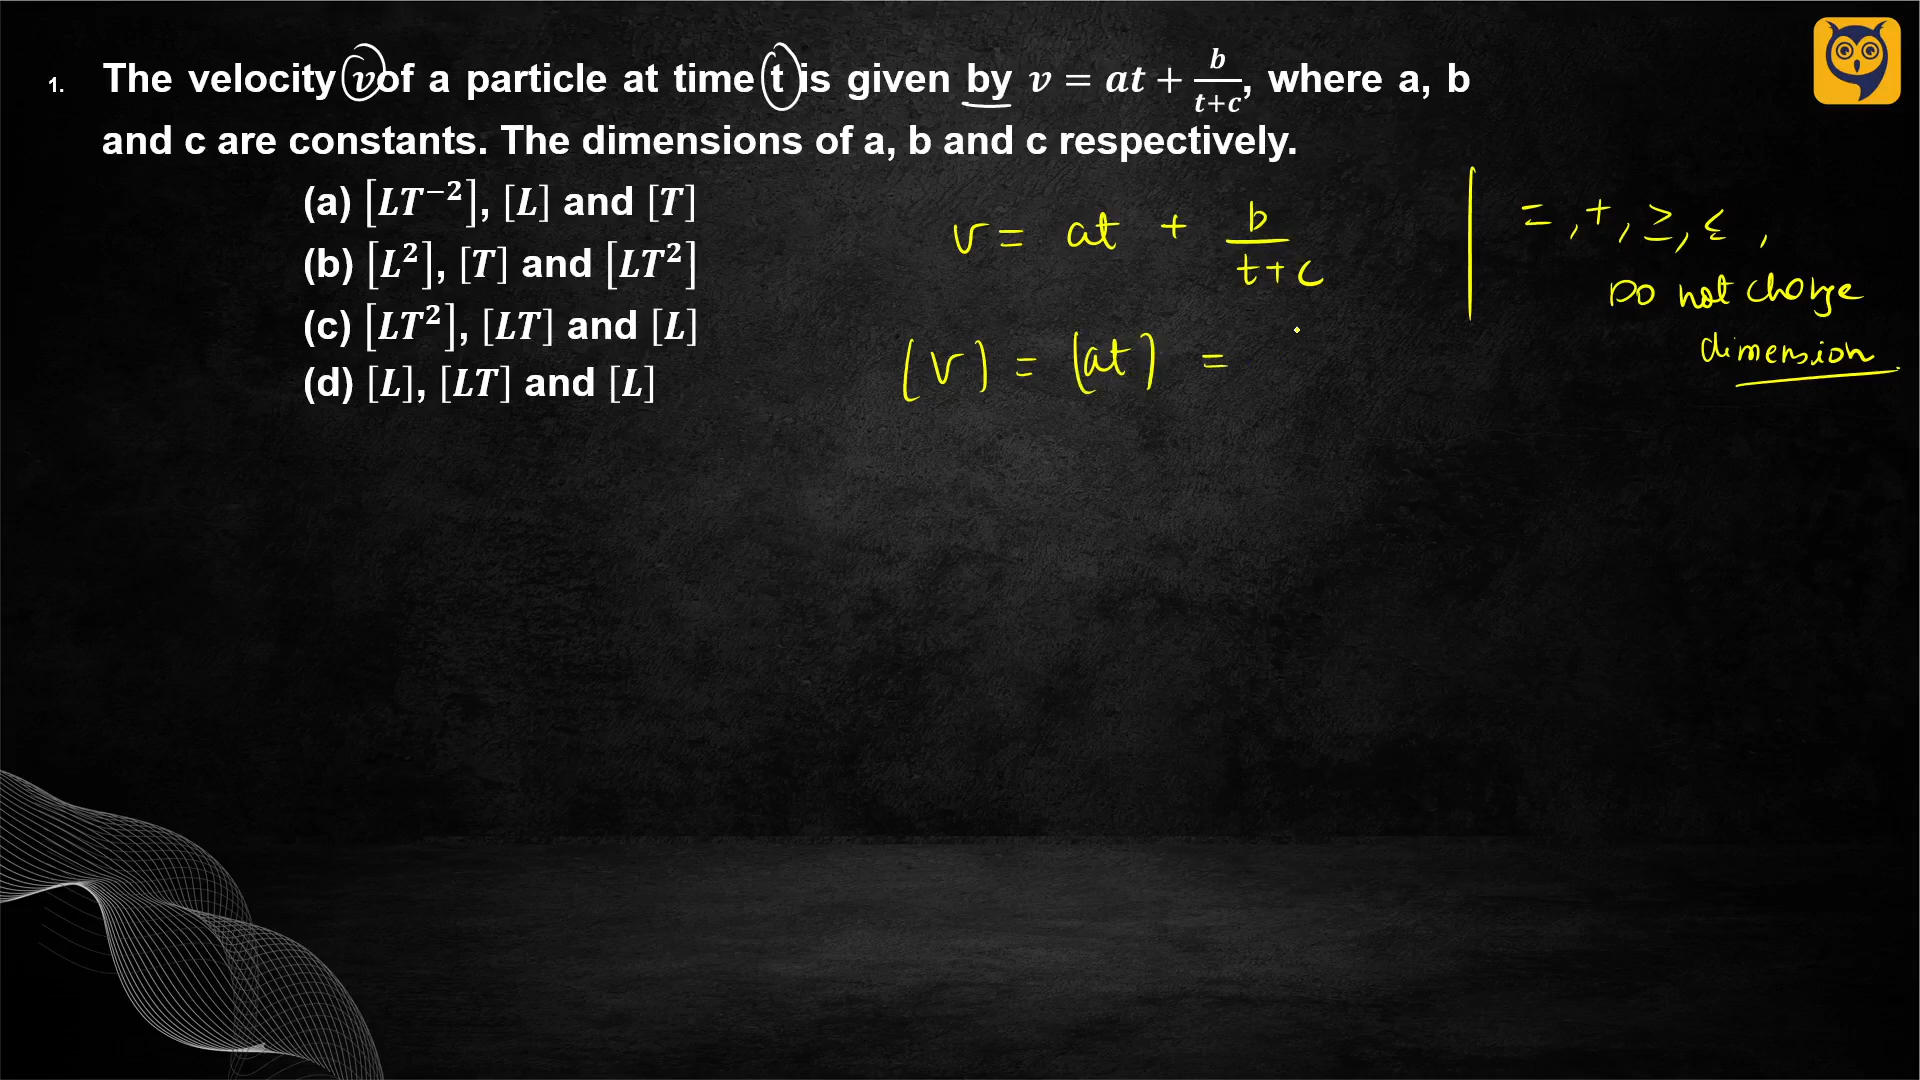 1. The velocity v of a particle at time t is given by v = at + b/(t+c), where a, b
and c are constants. The dimensions of a, b and c respectively.
(a) [LT⁻²], [L] and [T]
(b) [L²], [T] and [LT²]
(c) [LT²], [LT] and [L]
(d) [L], [LT] and [L]
v = at + b/(t+c)
[v] = [at] =
=, +, ≥, ≤,
Do not change
dimension